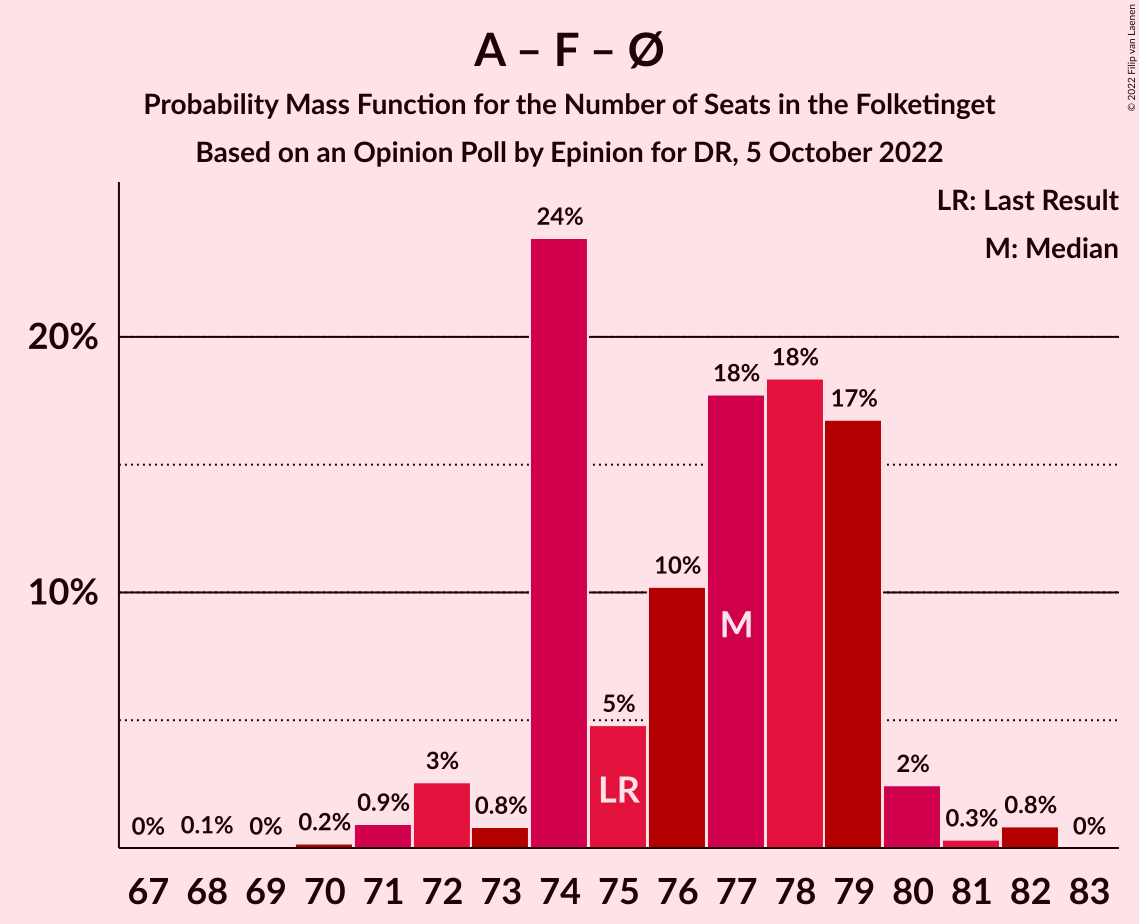 A – F – Ø
Probability Mass Function for the Number of Seats in the Folketinget
Based on an Opinion Poll by Epinion for DR, 5 October 2022
© 2022 Filip van Laenen
LR: Last Result
M: Median
20%
10%
0% 0.1% 0% 0.2% 0.9% 3% 0.8% 24% 5% 10% 18% 18% 17% 2% 0.3% 0.8% 0%
M
LR
67 68 69 70 71 72 73 74 75 76 77 78 79 80 81 82 83